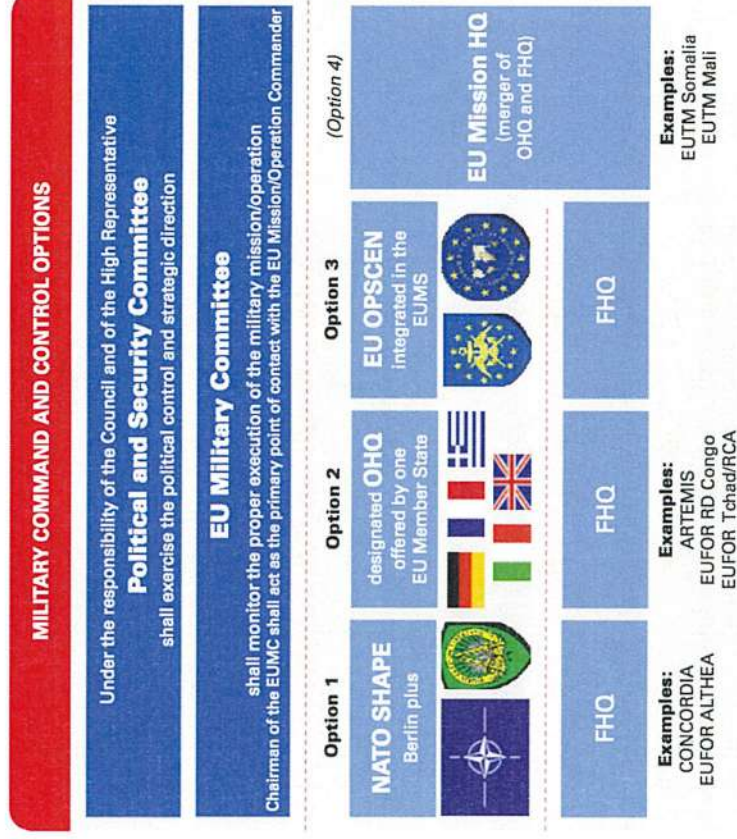 MILITARY COMMAND AND CONTROL OPTIONS
Under the responsibility of the Council and of the High Representative
Political and Security Committee
shall exercise the political control and strategic direction
EU Military Committee
shall monitor the proper execution of the military mission/operation
Chairman of the EUMC shall act as the primary point of contact with the EU Mission/Operation Commander
Option 1
NATO SHAPE
Berlin plus
FHQ
Examples:
CONCORDIA
EUFOR ALTHEA
Option 2
designated OHQ
offered by one
EU Member State
FHQ
Examples:
ARTEMIS
EUFOR RD Congo
EUFOR Tchad/RCA
Option 3
EU OPSCEN
integrated in the
EUMS
FHQ
(Option 4)
EU Mission HQ
(merger of
OHQ and FHQ)
Examples:
EUTM Somalia
EUTM Mali